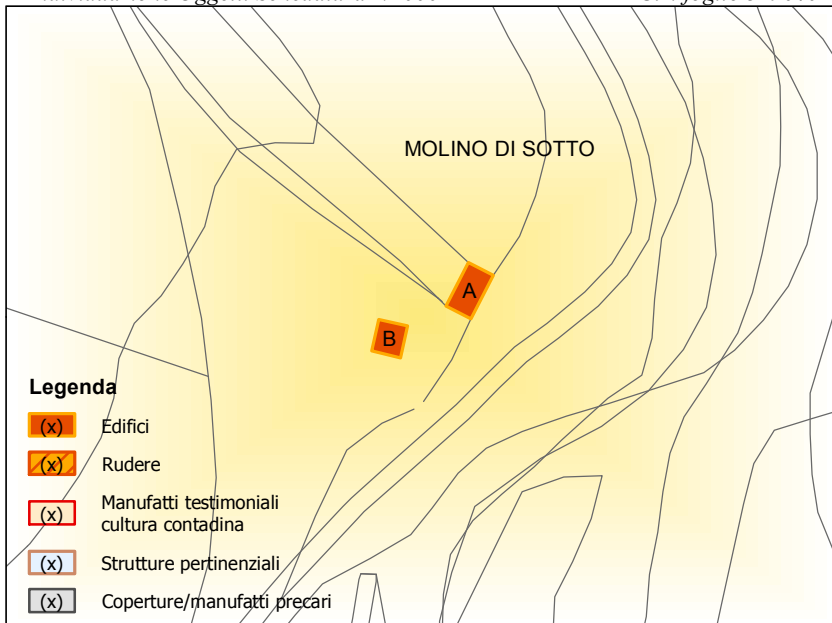 MOLINO DI SOTTO
A
B
Legenda
(x) Edifici
(x) Rudere
(x) Manufatti testimoniali
cultura contadina
(x) Strutture pertinenziali
(x) Coperture/manufatti precari